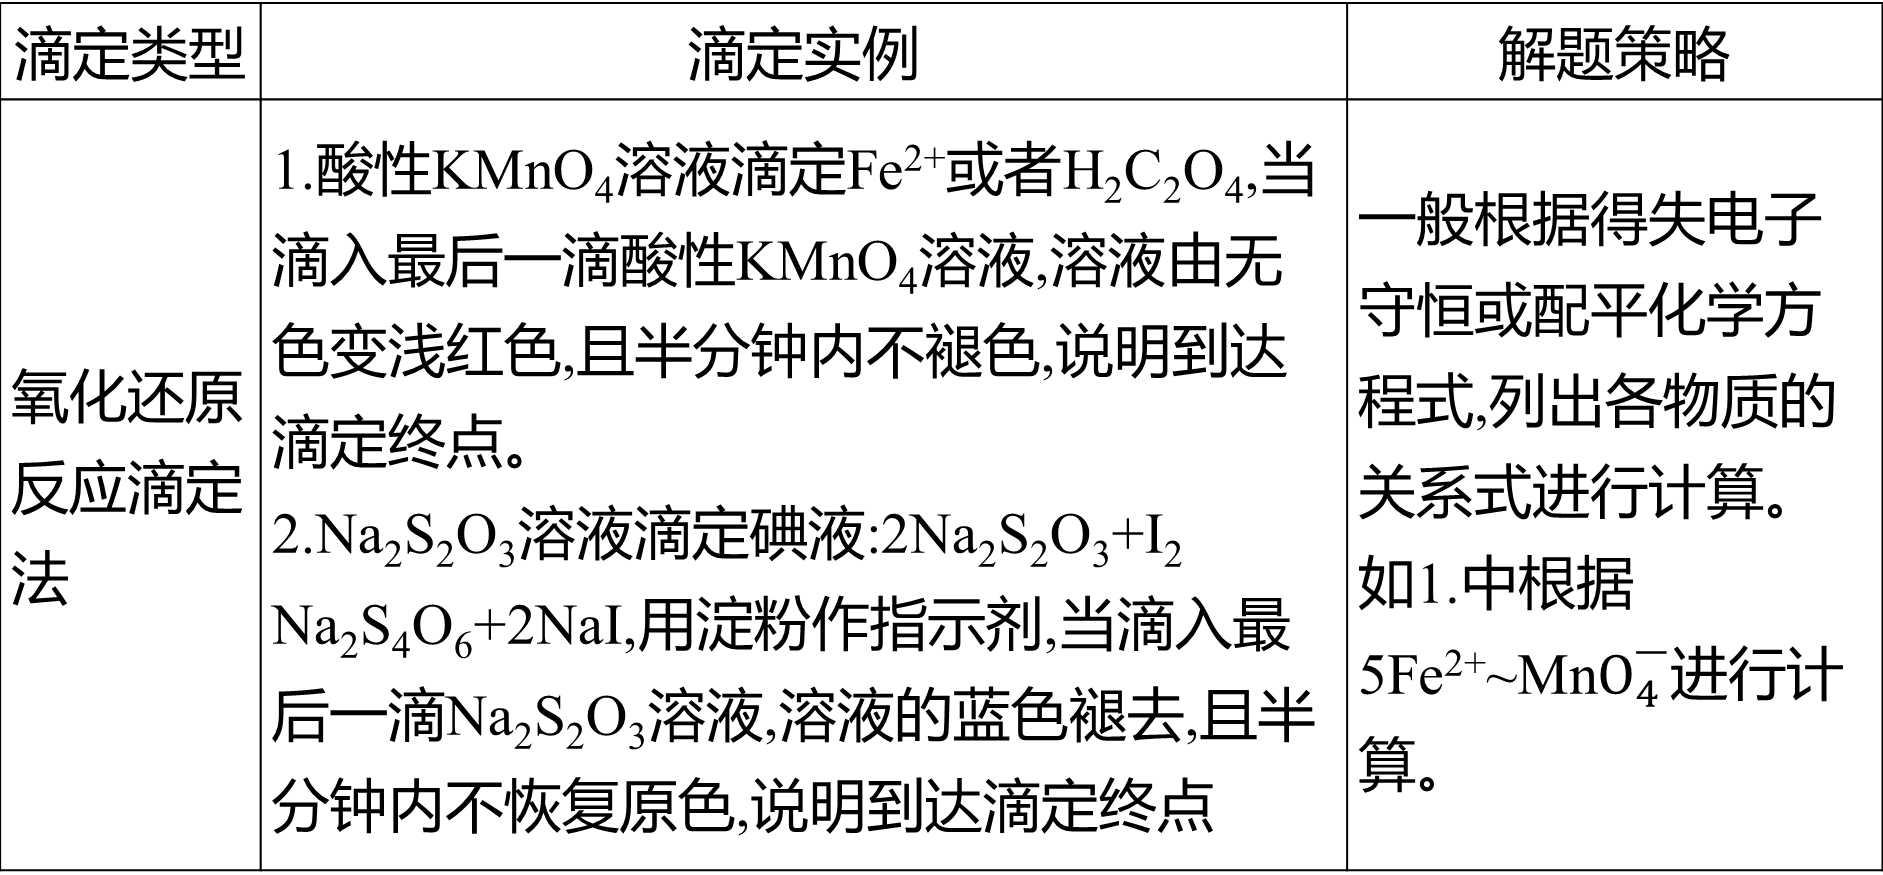 滴定类型
滴定实例
解题策略
氧化还原
反应滴定
法
1.酸性KMnO₄溶液滴定Fe²⁺或者H₂C₂O₄,当
滴入最后一滴酸性KMnO₄溶液,溶液由无
色变浅红色,且半分钟内不褪色,说明到达
滴定终点。
2.Na₂S₂O₃溶液滴定碘液:2Na₂S₂O₃+I₂
Na₂S₄O₆+2NaI,用淀粉作指示剂,当滴入最
后一滴Na₂S₂O₃溶液,溶液的蓝色褪去,且半
分钟内不恢复原色,说明到达滴定终点
一般根据得失电子
守恒或配平化学方
程式,列出各物质的
关系式进行计算。
如1.中根据
5Fe²⁺~MnO₄⁻进行计
算。